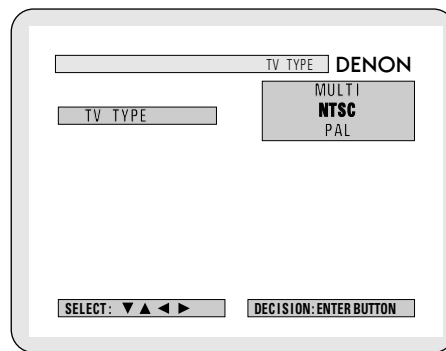 TV TYPE DENON
MULTI
TV TYPE
NTSC
PAL
SELECT: ▼ ▲ ◄ ► DECISION: ENTER BUTTON